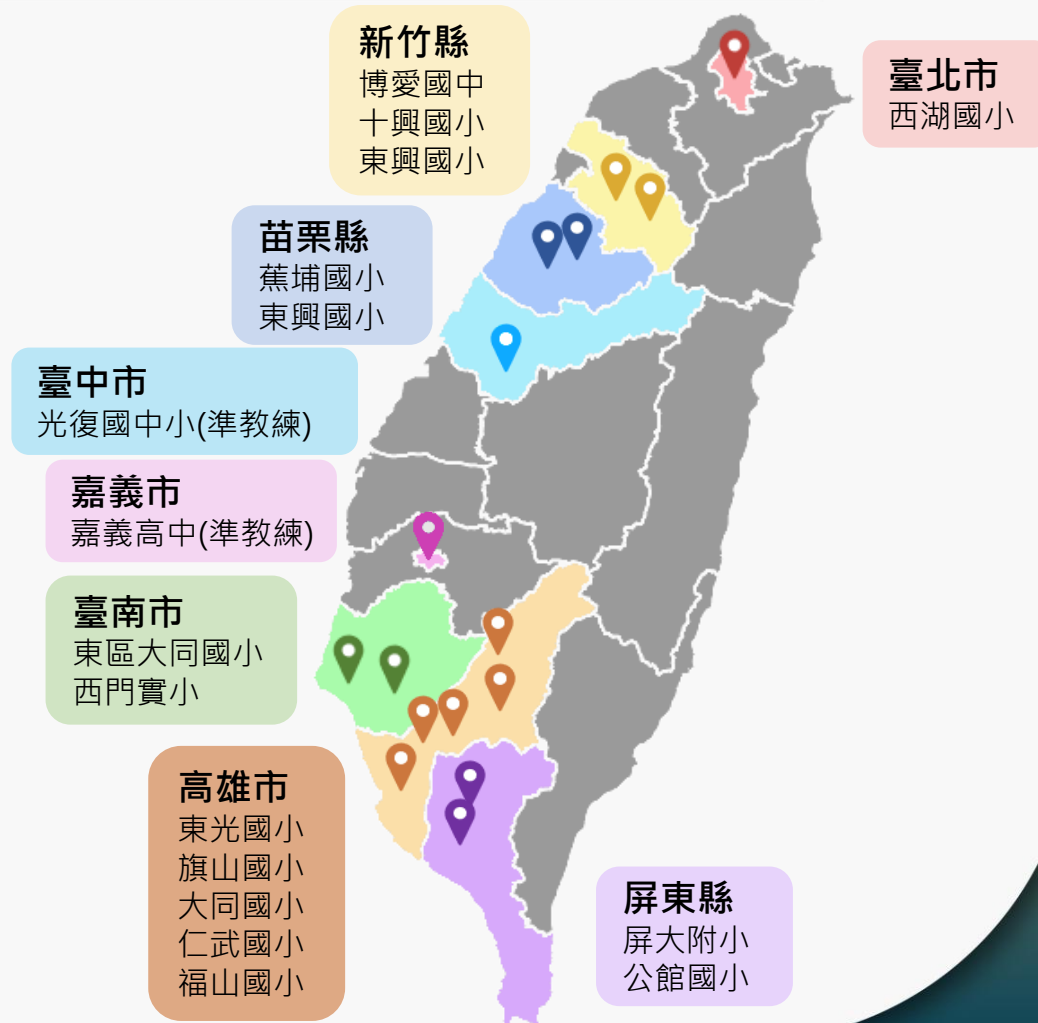 新竹縣
博愛國中
十興國小
東興國小
臺北市
西湖國小
苗栗縣
蕉埔國小
東興國小
臺中市
光復國中小(準教練)
嘉義市
嘉義高中(準教練)
臺南市
東區大同國小
西門實小
高雄市
東光國小
旗山國小
大同國小
仁武國小
福山國小
屏東縣
屏大附小
公館國小